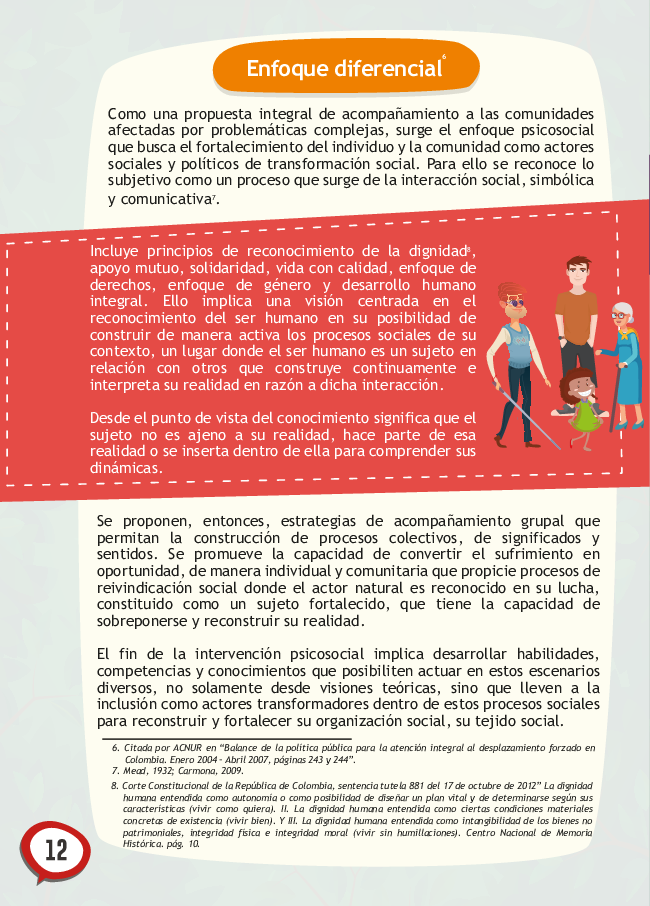 Enfoque diferencial6
Como una propuesta integral de acompañamiento a las comunidades
afectadas por problemáticas complejas, surge el enfoque psicosocial
que busca el fortalecimiento del individuo y la comunidad como actores
sociales y políticos de transformación social. Para ello se reconoce lo
subjetivo como un proceso que surge de la interacción social, simbólica
y comunicativa7.
Incluye principios de reconocimiento de la dignidad8,
apoyo mutuo, solidaridad, vida con calidad, enfoque de
derechos, enfoque de género y desarrollo humano
integral. Ello implica una visión centrada en el
reconocimiento del ser humano en su posibilidad de
construir de manera activa los procesos sociales de su
contexto, un lugar donde el ser humano es un sujeto en
relación con otros que construye continuamente e
interpreta su realidad en razón a dicha interacción.
Desde el punto de vista del conocimiento significa que el
sujeto no es ajeno a su realidad, hace parte de esa
realidad o se inserta dentro de ella para comprender sus
dinámicas.
Se proponen, entonces, estrategias de acompañamiento grupal que
permitan la construcción de procesos colectivos, de significados y
sentidos. Se promueve la capacidad de convertir el sufrimiento en
oportunidad, de manera individual y comunitaria que propicie procesos de
reivindicación social donde el actor natural es reconocido en su lucha,
constituido como un sujeto fortalecido, que tiene la capacidad de
sobreponerse y reconstruir su realidad.
El fin de la intervención psicosocial implica desarrollar habilidades,
competencias y conocimientos que posibiliten actuar en estos escenarios
diversos, no solamente desde visiones teóricas, sino que lleven a la
inclusión como actores transformadores dentro de estos procesos sociales
para reconstruir y fortalecer su organización social, su tejido social.
6. Citada por ACNUR en “Balance de la política pública para la atención integral al desplazamiento forzado en
Colombia. Enero 2004 - Abril 2007, páginas 243 y 244”.
7. Mead, 1932; Carmona, 2009.
8. Corte Constitucional de la República de Colombia, sentencia tutela 881 del 17 de octubre de 2012” La dignidad
humana entendida como autonomía o como posibilidad de diseñar un plan vital y de determinarse según sus
características (vivir como quiera). II. La dignidad humana entendida como ciertas condiciones materiales
concretas de existencia (vivir bien). Y III. La dignidad humana entendida como intangibilidad de los bienes no
patrimoniales, integridad física e integridad moral (vivir sin humillaciones). Centro Nacional de Memoria
Histórica. pág. 10.
12